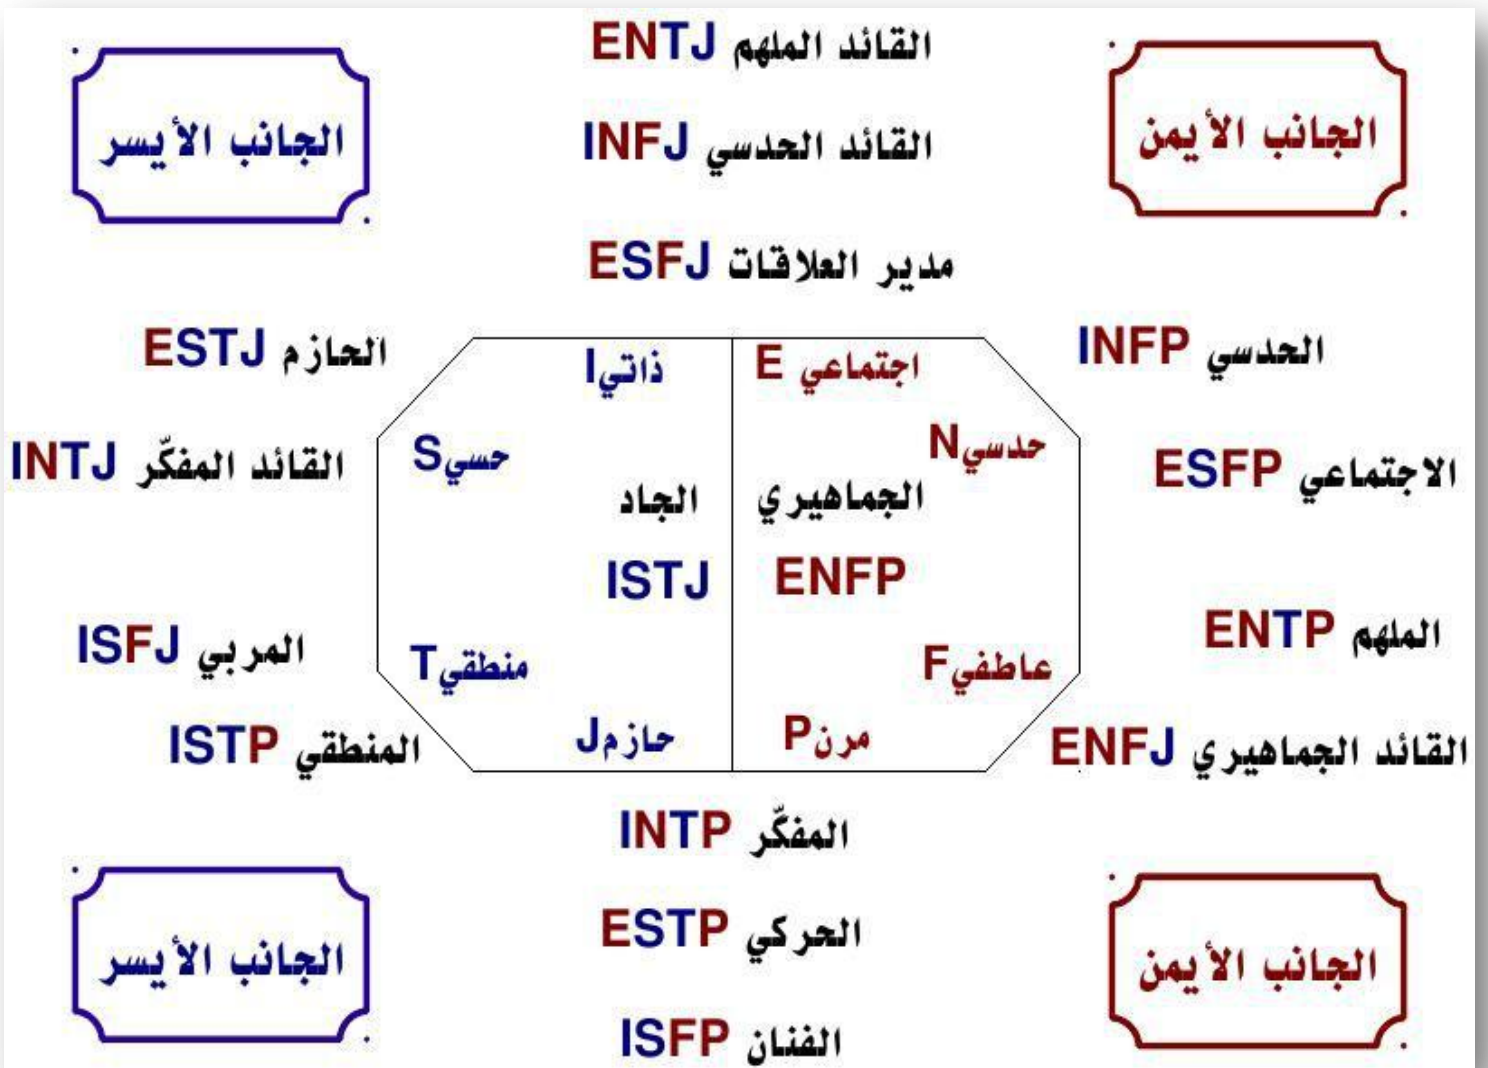 القائد الملهم ENTJ
الجانب الأيمن
الجانب الأيسر
القائد الحدسي INFJ
مدير العلاقات ESFJ
الحدسي INFP
اجتماعي E
ذاتي I
الحازم ESTJ
حدسي N
حسي S
الاجتماعي ESFP
القائد المفكّر INTJ
الجماهيري
الجاد
ENFP
ISTJ
الملهم ENTP
عاطفي F
منطقي T
المربي ISFJ
القائد الجماهيري ENFJ
مرن P
حازم J
المنطقي ISTP
المفكّر INTP
الحركي ESTP
الجانب الأيمن
الجانب الأيسر
الفنان ISFP